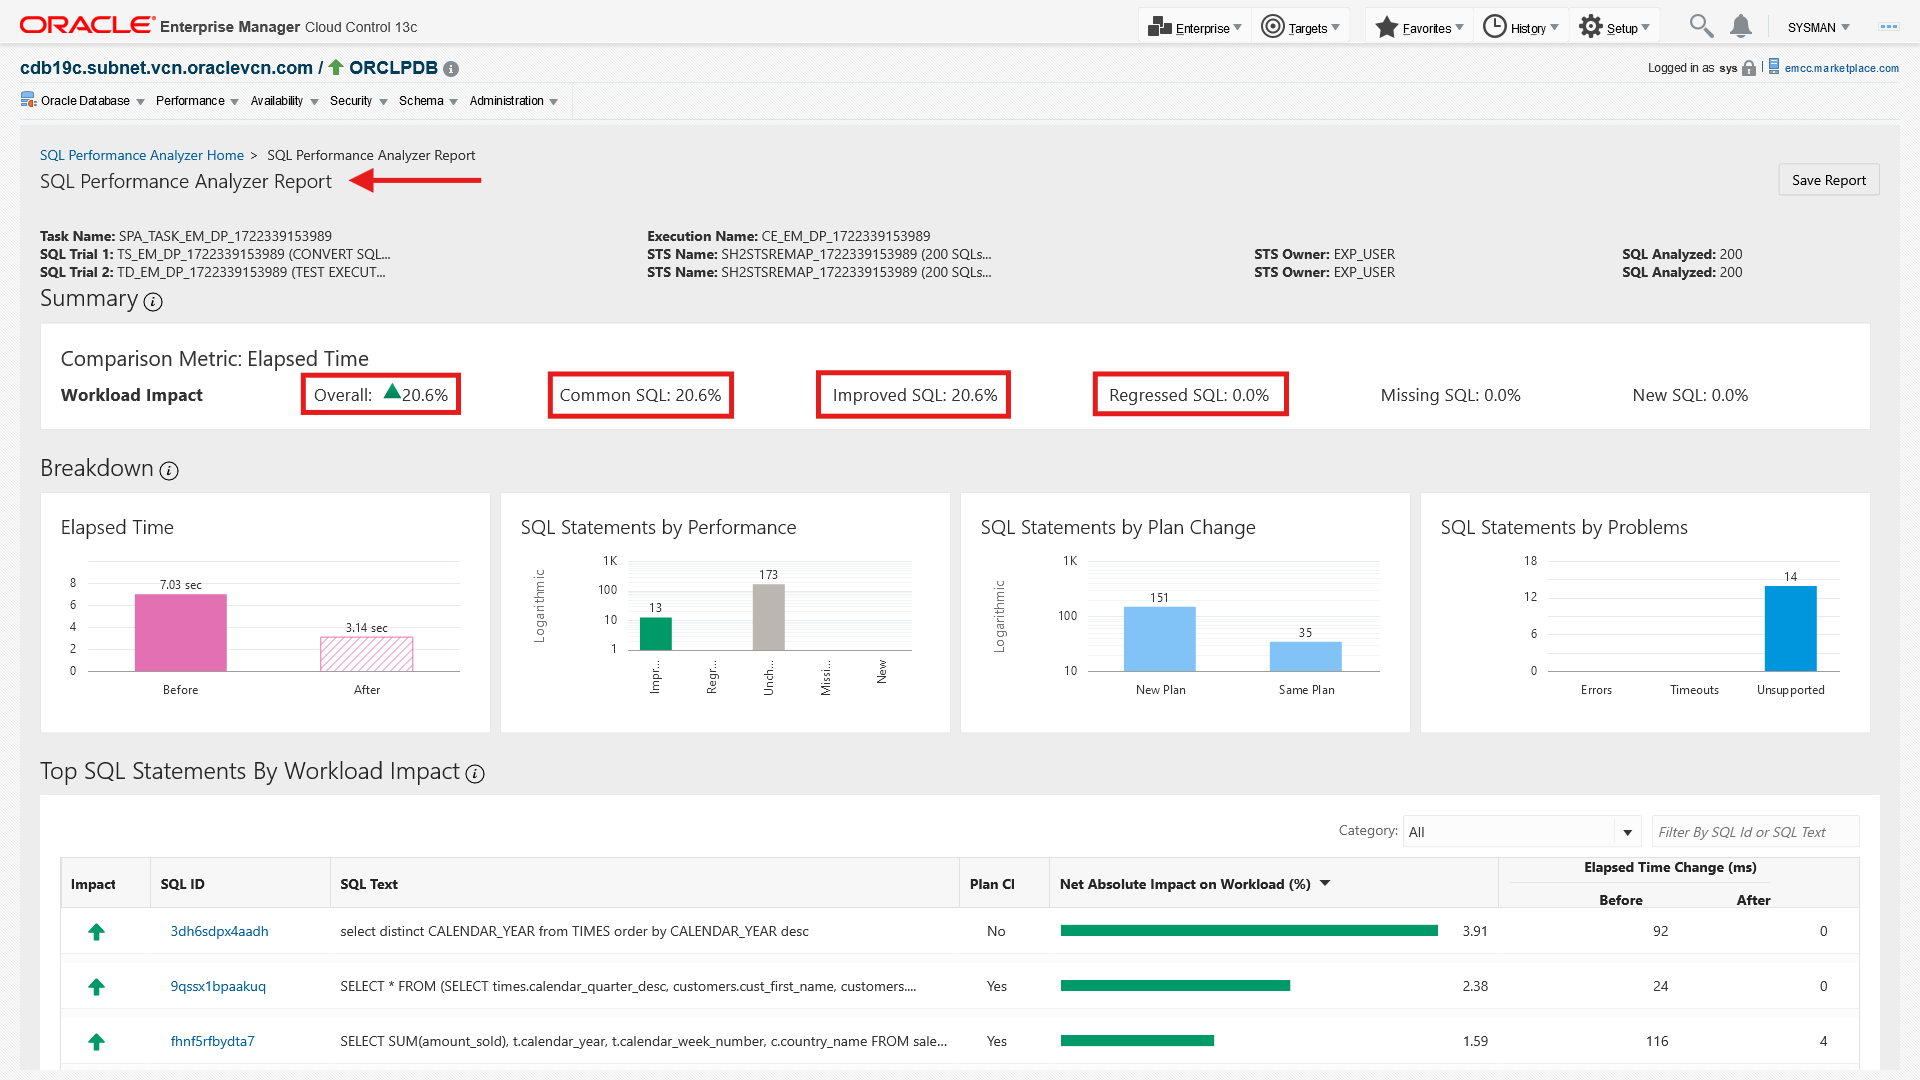 ORACLE® Enterprise Manager Cloud Control 13c
Enterprise Targets Favorites History Setup SYSMAN
cdb19c.subnet.vcn.oraclevcn.com / ORCLPDB
Logged in as sys emcc.marketplace.com
Oracle Database Performance Availability Security Schema Administration
SQL Performance Analyzer Home > SQL Performance Analyzer Report
SQL Performance Analyzer Report
Save Report
Task Name: SPA_TASK_EM_DP_1722339153989 Execution Name: CE_EM_DP_1722339153989
SQL Trial 1: TS_EM_DP_1722339153989 (CONVERT SQL... STS Name: SH2STSREMAP_1722339153989 (200 SQLs... STS Owner: EXP_USER SQL Analyzed: 200
SQL Trial 2: TD_EM_DP_1722339153989 (TEST EXECUT... STS Name: SH2STSREMAP_1722339153989 (200 SQLs... STS Owner: EXP_USER SQL Analyzed: 200
Summary
Comparison Metric: Elapsed Time
Workload Impact Overall: 20.6% Common SQL: 20.6% Improved SQL: 20.6% Regressed SQL: 0.0% Missing SQL: 0.0% New SQL: 0.0%
Breakdown
Elapsed Time
8
6
4
2
0
7.03 sec
3.14 sec
Before After
SQL Statements by Performance
Logarithmic
1K
100
10
1
13
173
Impr... Regr... Unch... Missi... New
SQL Statements by Plan Change
Logarithmic
1K
100
10
151
35
New Plan Same Plan
SQL Statements by Problems
18
12
6
0
14
Errors Timeouts Unsupported
Top SQL Statements By Workload Impact
Category: All Filter By SQL Id or SQL Text
Impact SQL ID SQL Text Plan Cl Net Absolute Impact on Workload (%) Elapsed Time Change (ms)
Before After
3dh6sdpx4aadh select distinct CALENDAR_YEAR from TIMES order by CALENDAR_YEAR desc No 3.91 92 0
9qssx1bpaakuq SELECT * FROM (SELECT times.calendar_quarter_desc, customers.cust_first_name, customers.... Yes 2.38 24 0
fhnf5rfbydta7 SELECT SUM(amount_sold), t.calendar_year, t.calendar_week_number, c.country_name FROM sale... Yes 1.59 116 4